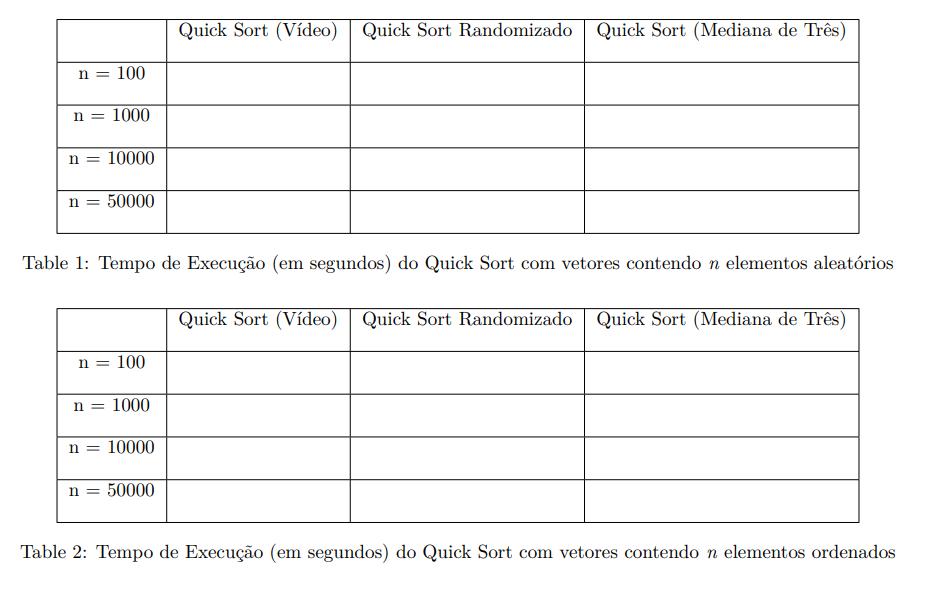 Quick Sort (Vídeo) Quick Sort Randomizado Quick Sort (Mediana de Três)
n = 100
n = 1000
n = 10000
n = 50000
Table 1: Tempo de Execução (em segundos) do Quick Sort com vetores contendo n elementos aleatórios
Quick Sort (Vídeo) Quick Sort Randomizado Quick Sort (Mediana de Três)
n = 100
n = 1000
n = 10000
n = 50000
Table 2: Tempo de Execução (em segundos) do Quick Sort com vetores contendo n elementos ordenados